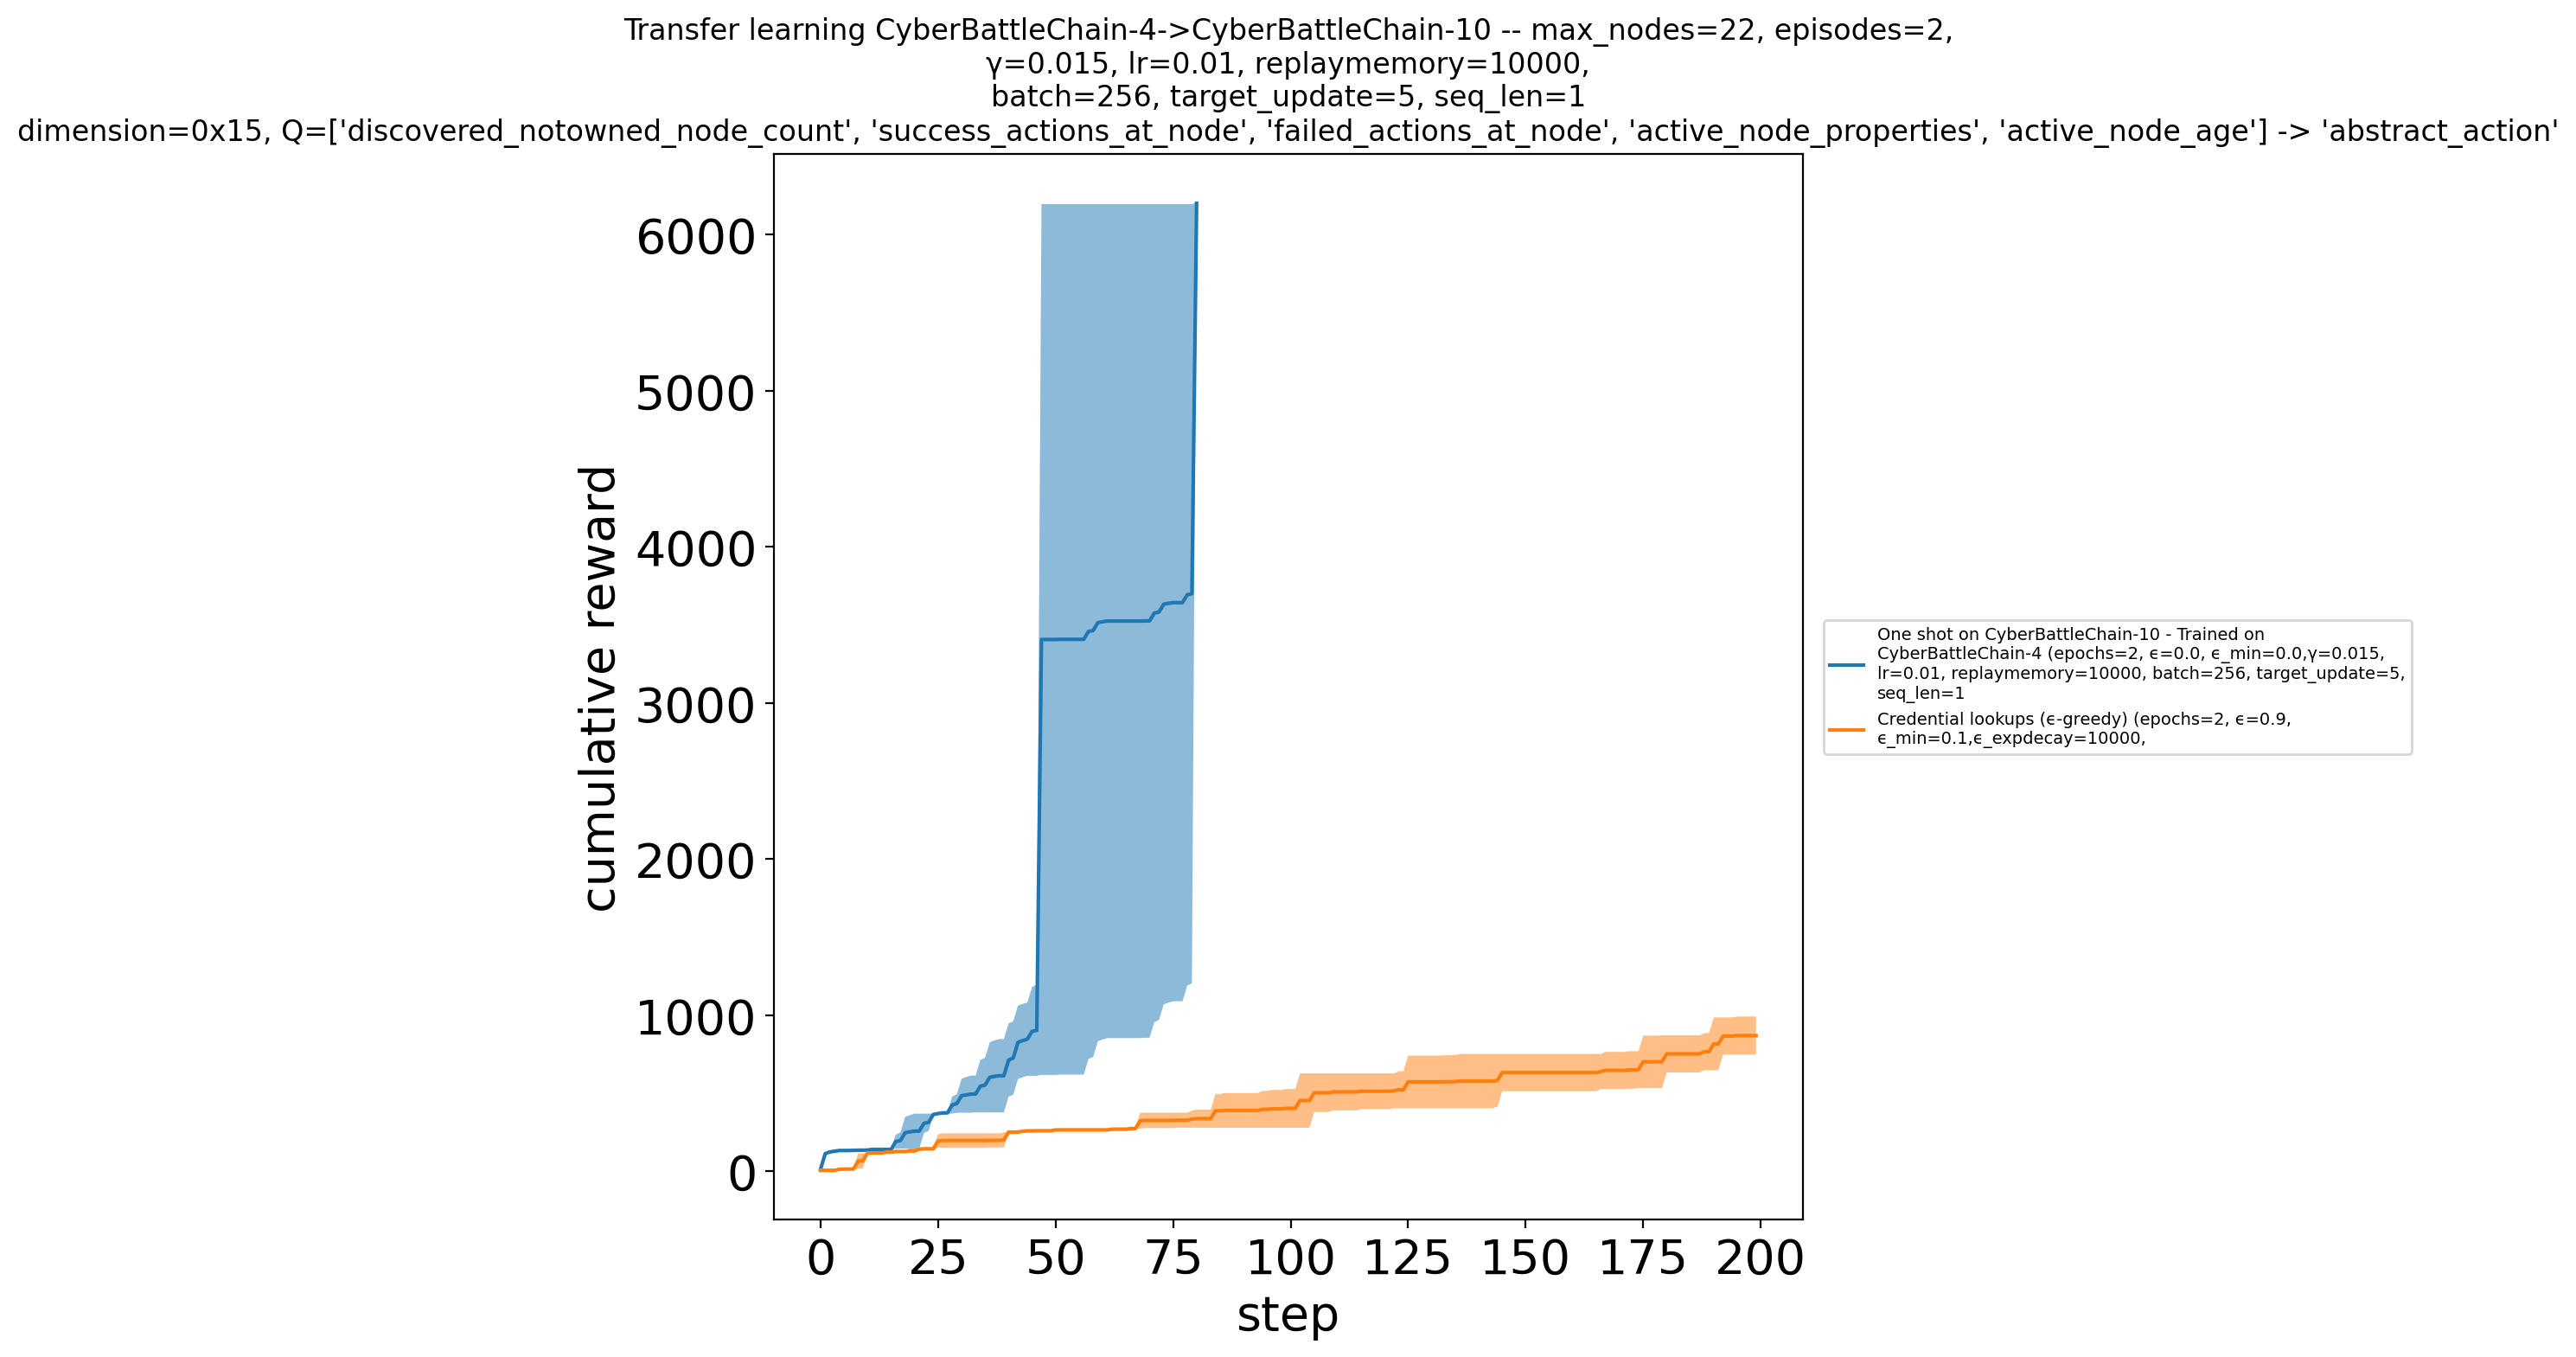 Transfer learning CyberBattleChain-4->CyberBattleChain-10 -- max_nodes=22, episodes=2,
γ=0.015, lr=0.01, replaymemory=10000,
batch=256, target_update=5, seq_len=1
dimension=0x15, Q=['discovered_notowned_node_count', 'success_actions_at_node', 'failed_actions_at_node', 'active_node_properties', 'active_node_age'] -> 'abstract_action'
cumulative reward
6000
5000
4000
3000
2000
1000
0
0 25 50 75 100 125 150 175 200
step
One shot on CyberBattleChain-10 - Trained on
CyberBattleChain-4 (epochs=2, ϵ=0.0, ϵ_min=0.0,γ=0.015,
lr=0.01, replaymemory=10000, batch=256, target_update=5,
seq_len=1
Credential lookups (ϵ-greedy) (epochs=2, ϵ=0.9,
ϵ_min=0.1,ϵ_expdecay=10000,